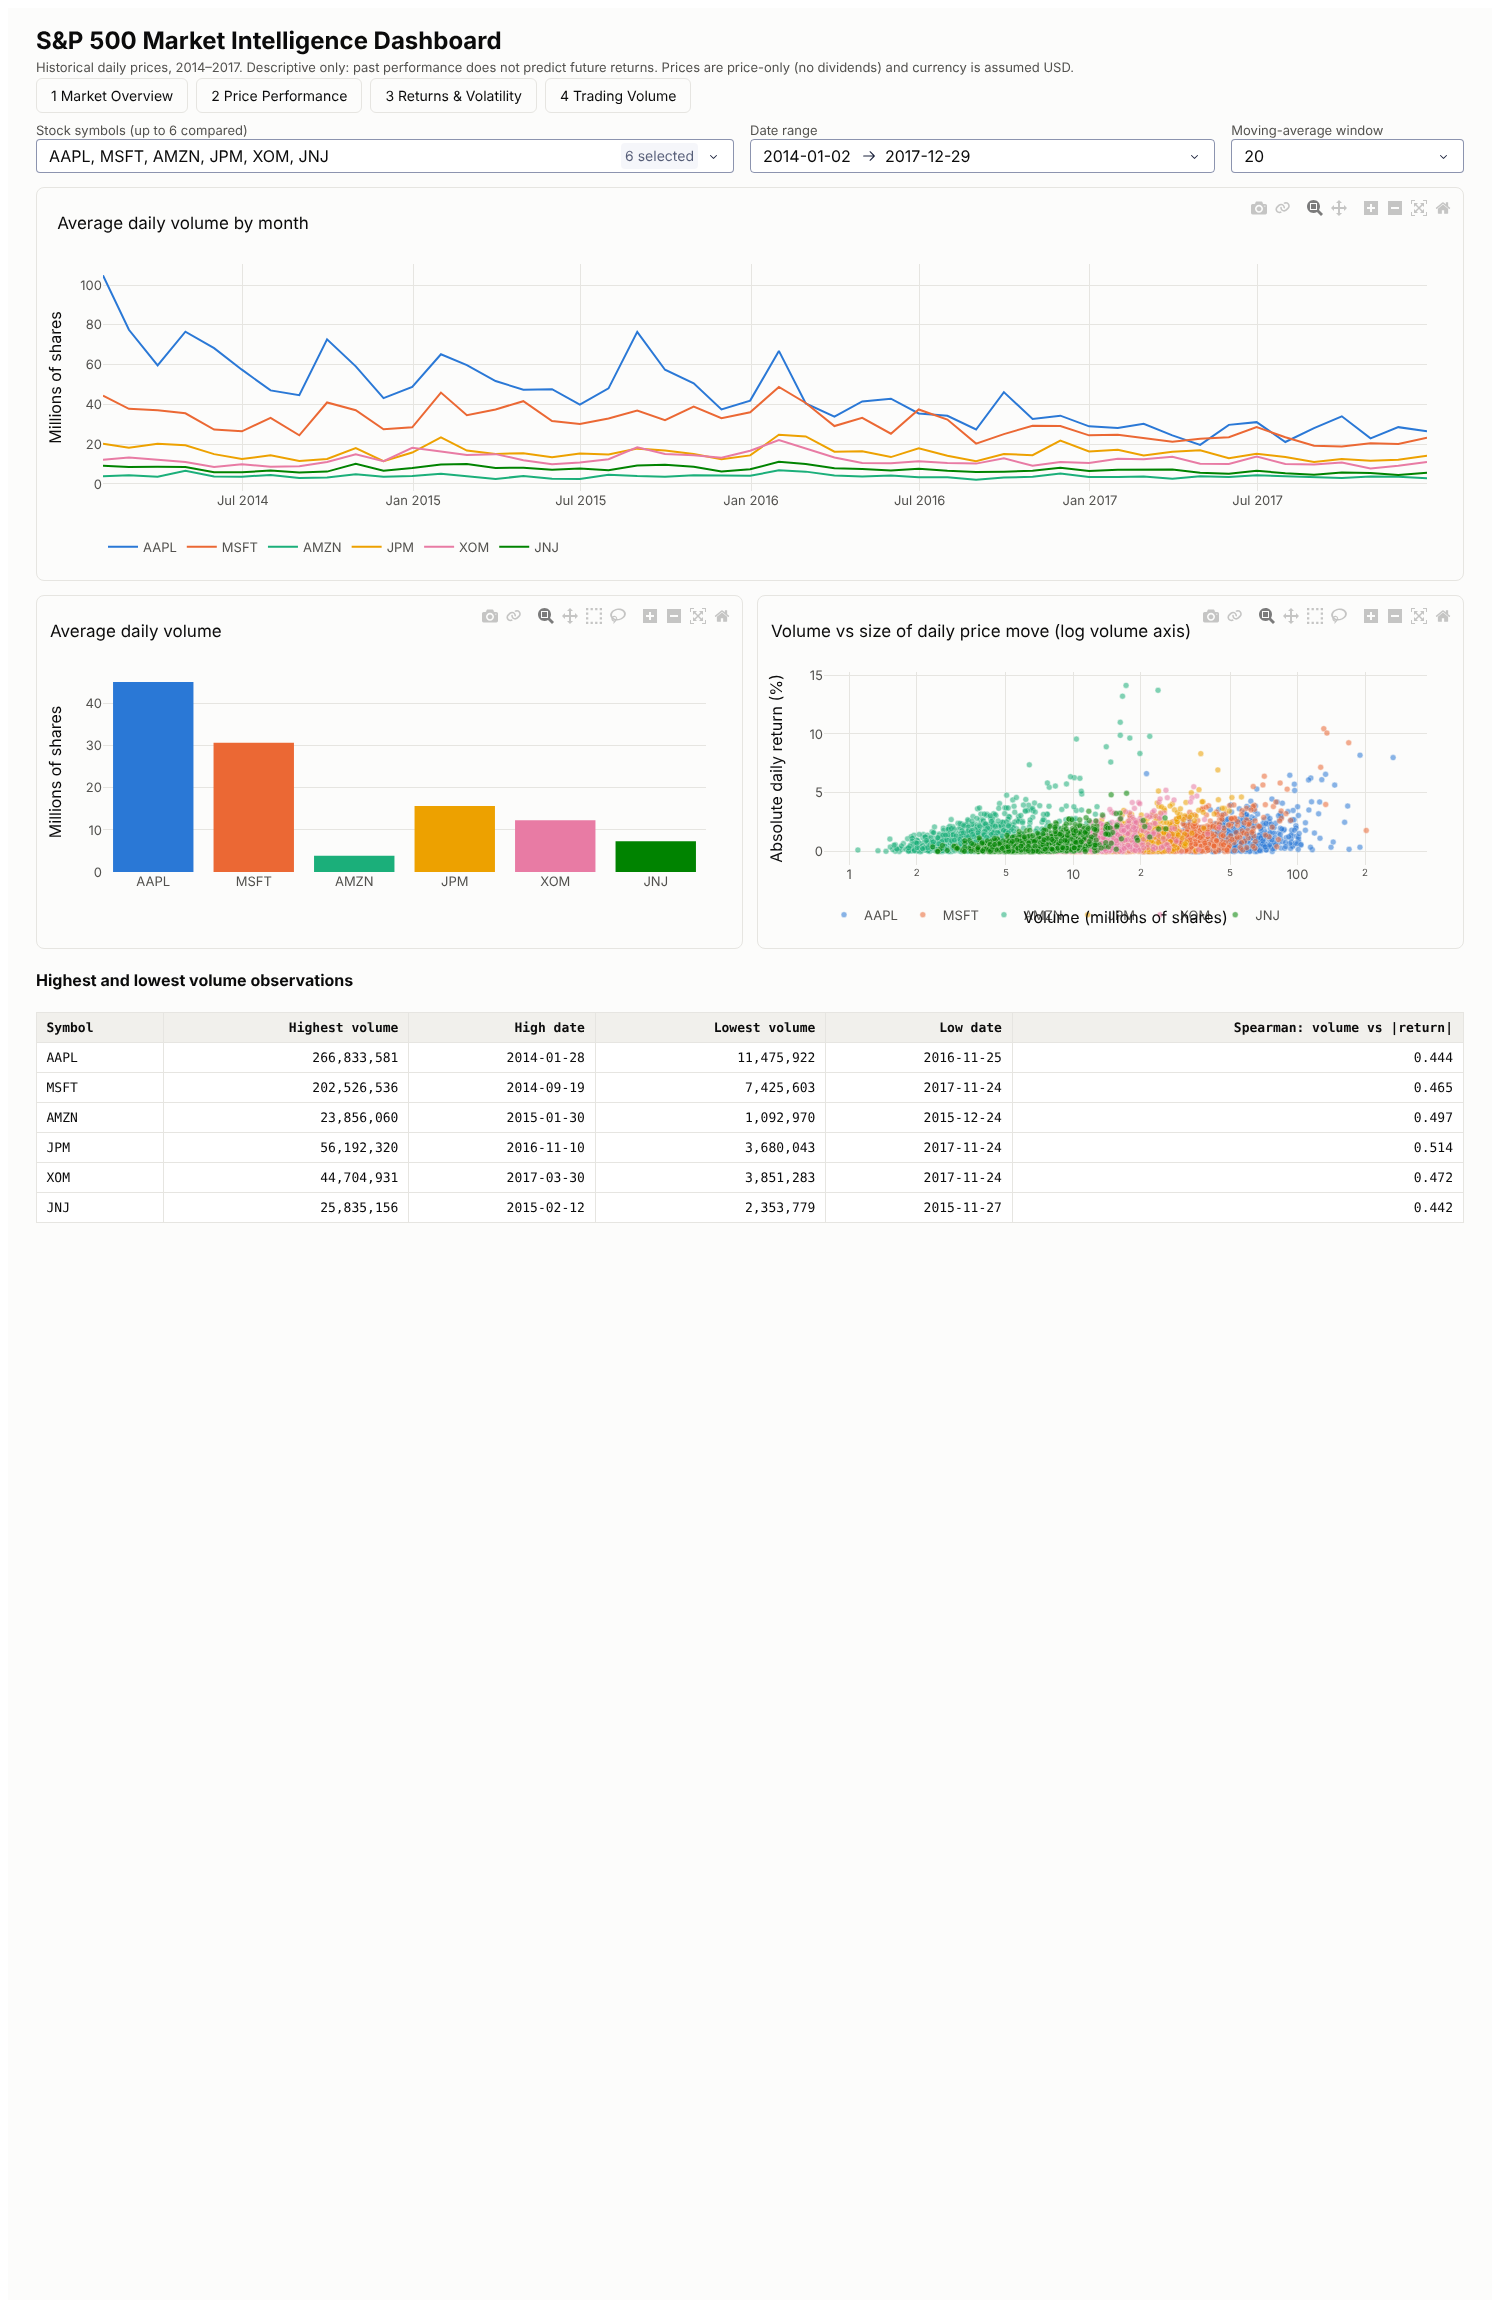 S&P 500 Market Intelligence Dashboard
Historical daily prices, 2014–2017. Descriptive only: past performance does not predict future returns. Prices are price-only (no dividends) and currency is assumed USD.
1 Market Overview 2 Price Performance 3 Returns & Volatility 4 Trading Volume
Stock symbols (up to 6 compared) Date range Moving-average window
AAPL, MSFT, AMZN, JPM, XOM, JNJ 6 selected 2014-01-02 → 2017-12-29 20
Average daily volume by month
Millions of shares
100
80
60
40
20
0
Jul 2014 Jan 2015 Jul 2015 Jan 2016 Jul 2016 Jan 2017 Jul 2017
AAPL MSFT AMZN JPM XOM JNJ
Average daily volume
Millions of shares
40
30
20
10
0
AAPL MSFT AMZN JPM XOM JNJ
Volume vs size of daily price move (log volume axis)
Absolute daily return (%)
15
10
5
0
1 2 5 10 2 5 100 2
AAPL MSFT AMZN JPM XOM JNJ
Volume (millions of shares)
Highest and lowest volume observations
Symbol Highest volume High date Lowest volume Low date Spearman: volume vs |return|
AAPL 266,833,581 2014-01-28 11,475,922 2016-11-25 0.444
MSFT 202,526,536 2014-09-19 7,425,603 2017-11-24 0.465
AMZN 23,856,060 2015-01-30 1,092,970 2015-12-24 0.497
JPM 56,192,320 2016-11-10 3,680,043 2017-11-24 0.514
XOM 44,704,931 2017-03-30 3,851,283 2017-11-24 0.472
JNJ 25,835,156 2015-02-12 2,353,779 2015-11-27 0.442